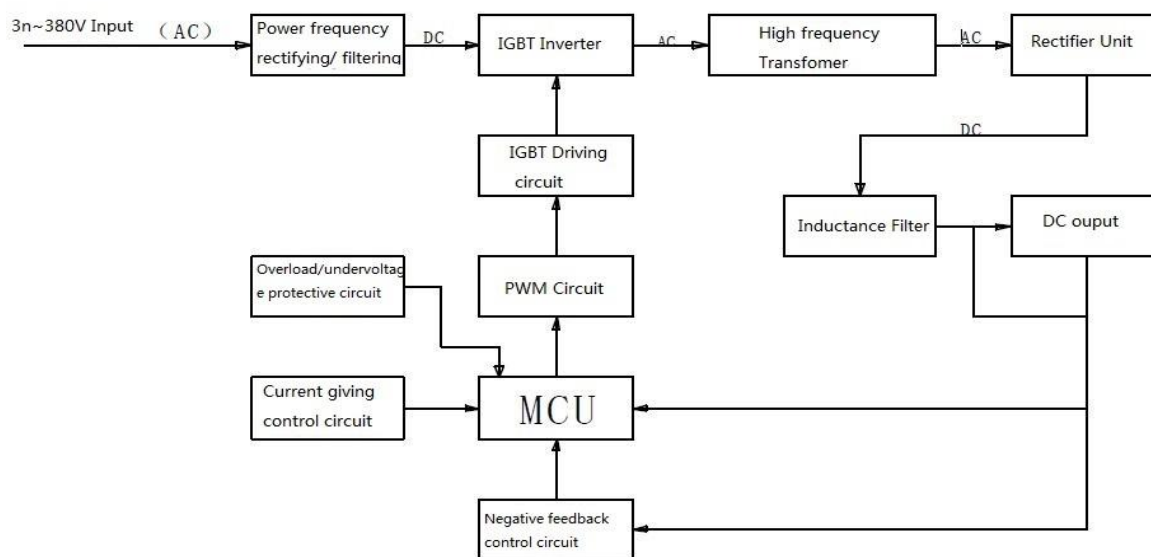 3n~380V Input （AC）
Power frequency
rectifying/ filtering
DC
IGBT Inverter
AC
High frequency
Transfomer
AC
Rectifier Unit
DC
IGBT Driving
circuit
Inductance Filter
DC ouput
Overload/undervoltag
e protective circuit
PWM Circuit
Current giving
control circuit
MCU
Negative feedback
control circuit